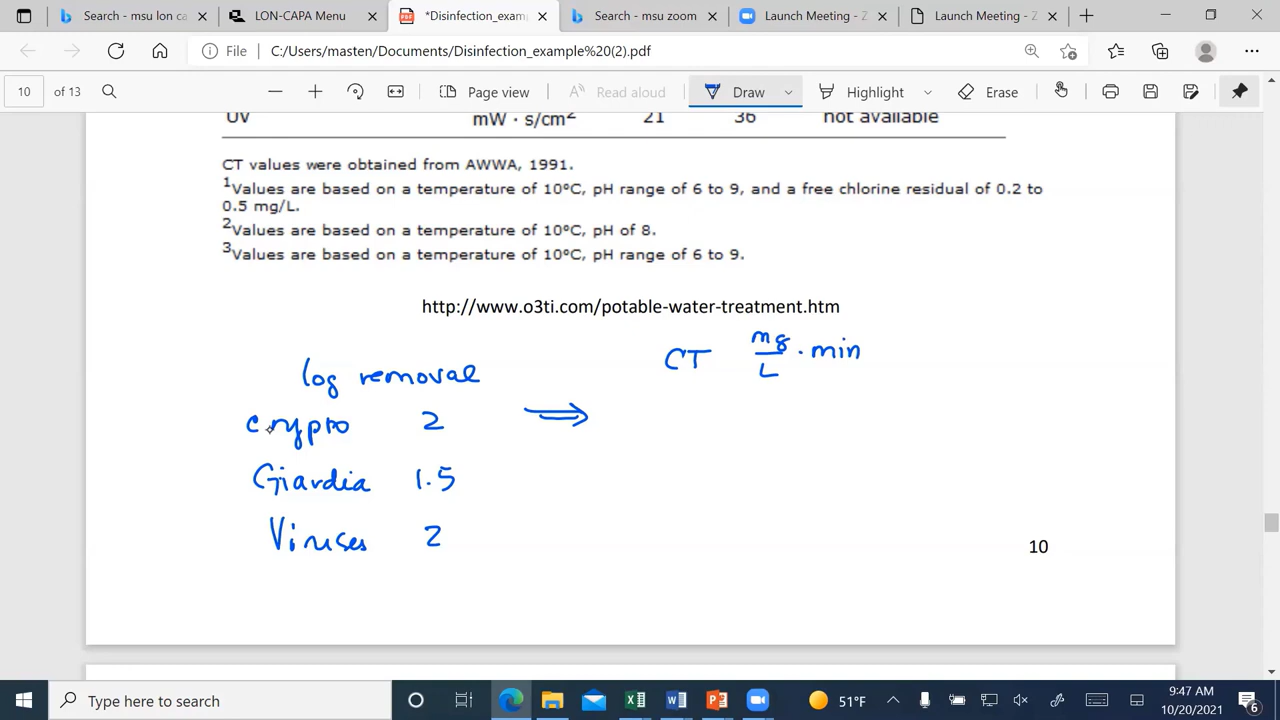 Search - msu lon ca
LON-CAPA Menu
*Disinfection_exam
Search - msu zoom
Launch Meeting - Z
Launch Meeting - Z
File
C:/Users/masten/Documents/Disinfection_example%20(2).pdf
10 of 13
Page view
Read aloud
Draw
Highlight
Erase
UV mW · s/cm² 21 36 not available
CT values were obtained from AWWA, 1991.
¹Values are based on a temperature of 10°C, pH range of 6 to 9, and a free chlorine residual of 0.2 to
0.5 mg/L.
²Values are based on a temperature of 10°C, pH of 8.
³Values are based on a temperature of 10°C, pH range of 6 to 9.
http://www.o3ti.com/potable-water-treatment.htm
CT mg/L · min
log removal
Crypto 2 ⇒
Giardia 1.5
Viruses 2
10
Type here to search
51°F
9:47 AM
10/20/2021
6